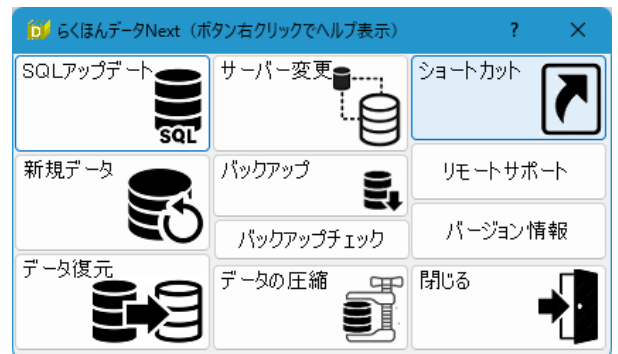 らくほんデータNext（ボタン右クリックでヘルプ表示）
?
SQLアップデート
SQL
サーバー変更
ショートカット
新規データ
バックアップ
リモートサポート
バックアップチェック
バージョン情報
データ復元
データの圧縮
閉じる